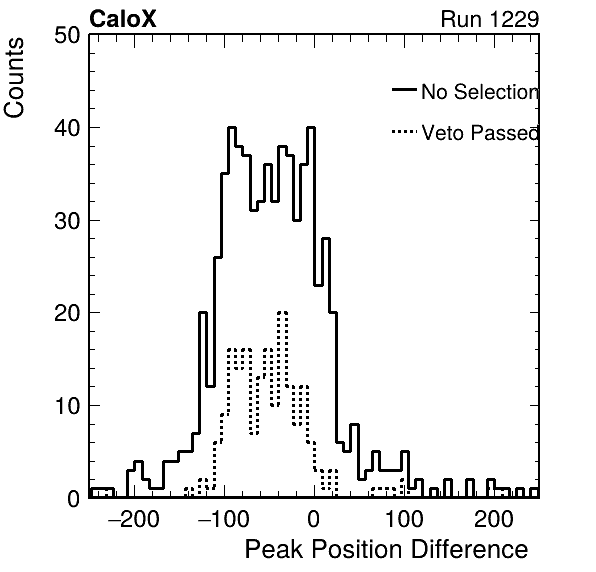 CaloX Run 1229
Counts
50
40
30
20
10
0
No Selection
Veto Passed
−200 −100 0 100 200
Peak Position Difference